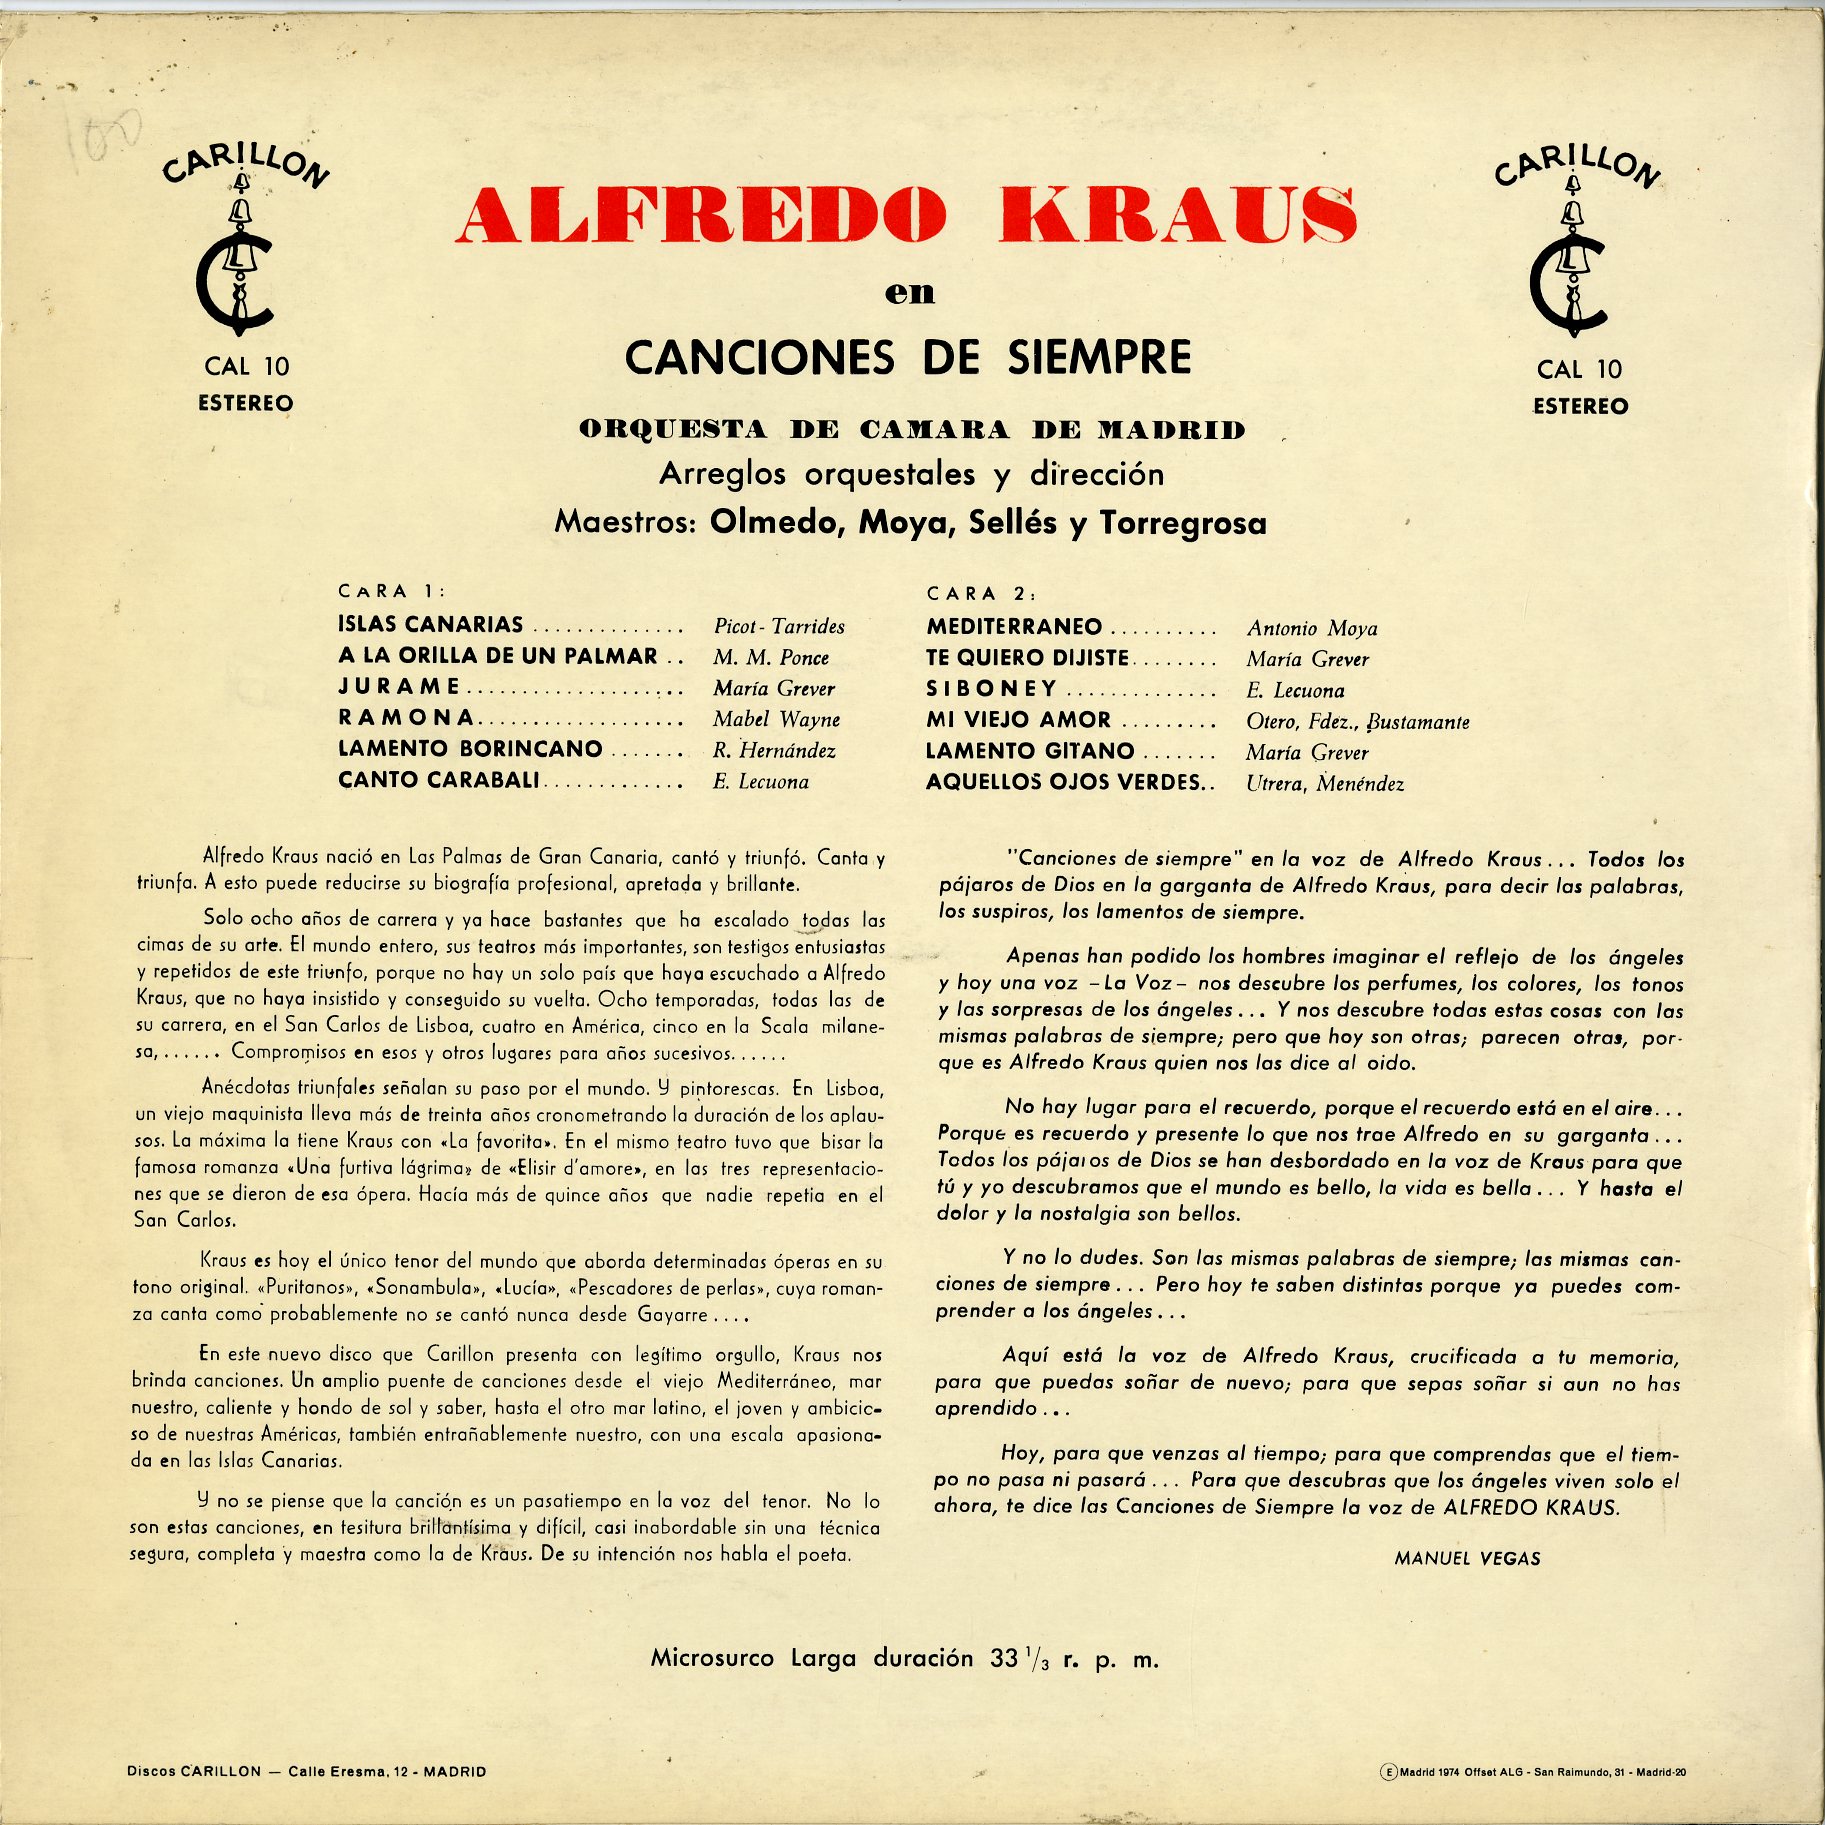 100
CARILLON
CAL 10
ESTEREO
CARILLON
CAL 10
ESTEREO
ALFREDO KRAUS
en
CANCIONES DE SIEMPRE
ORQUESTA DE CAMARA DE MADRID
Arreglos orquestales y dirección
Maestros: Olmedo, Moya, Sellés y Torregrosa
CARA 1:
ISLAS CANARIAS .............. Picot - Tarrides
A LA ORILLA DE UN PALMAR .. M. M. Ponce
JURAME.................... María Grever
RAMONA................... Mabel Wayne
LAMENTO BORINCANO ....... R. Hernández
CANTO CARABALI............. E. Lecuona
CARA 2:
MEDITERRANEO .......... Antonio Moya
TE QUIERO DIJISTE........ María Grever
SIBONEY .............. E. Lecuona
MI VIEJO AMOR ......... Otero, Fdez., Bustamante
LAMENTO GITANO ....... María Grever
AQUELLOS OJOS VERDES.. Utrera, Menéndez
Alfredo Kraus nació en Las Palmas de Gran Canaria, cantó y triunfó. Canta y
triunfa. A esto puede reducirse su biografía profesional, apretada y brillante.
Solo ocho años de carrera y ya hace bastantes que ha escalado todas las
cimas de su arte. El mundo entero, sus teatros más importantes, son testigos entusiastas
y repetidos de este triunfo, porque no hay un solo país que haya escuchado a Alfredo
Kraus, que no haya insistido y conseguido su vuelta. Ocho temporadas, todas las de
su carrera, en el San Carlos de Lisboa, cuatro en América, cinco en la Scala milane-
sa,...... Compromisos en esos y otros lugares para años sucesivos......
Anécdotas triunfales señalan su paso por el mundo. Y pintorescas. En Lisboa,
un viejo maquinista lleva más de treinta años cronometrando la duración de los aplau-
sos. La máxima la tiene Kraus con «La favorita». En el mismo teatro tuvo que bisar la
famosa romanza «Una furtiva lágrima» de «Elisir d'amore», en las tres representacio-
nes que se dieron de esa ópera. Hacía más de quince años que nadie repetia en el
San Carlos.
Kraus es hoy el único tenor del mundo que aborda determinadas óperas en su
tono original. «Puritanos», «Sonambula», «Lucía», «Pescadores de perlas», cuya roman-
za canta como probablemente no se cantó nunca desde Gayarre....
En este nuevo disco que Carillon presenta con legítimo orgullo, Kraus nos
brinda canciones. Un amplio puente de canciones desde el viejo Mediterráneo, mar
nuestro, caliente y hondo de sol y saber, hasta el otro mar latino, el joven y ambicio-
so de nuestras Américas, también entrañablemente nuestro, con una escala apasiona-
da en las Islas Canarias.
Y no se piense que la canción es un pasatiempo en la voz del tenor. No lo
son estas canciones, en tesitura brillantísima y difícil, casi inabordable sin una técnica
segura, completa y maestra como la de Kraus. De su intención nos habla el poeta.
"Canciones de siempre" en la voz de Alfredo Kraus... Todos los
pájaros de Dios en la garganta de Alfredo Kraus, para decir las palabras,
los suspiros, los lamentos de siempre.
Apenas han podido los hombres imaginar el reflejo de los ángeles
y hoy una voz –La Voz– nos descubre los perfumes, los colores, los tonos
y las sorpresas de los ángeles... Y nos descubre todas estas cosas con las
mismas palabras de siempre; pero que hoy son otras; parecen otras, por-
que es Alfredo Kraus quien nos las dice al oido.
No hay lugar para el recuerdo, porque el recuerdo está en el aire...
Porque es recuerdo y presente lo que nos trae Alfredo en su garganta...
Todos los pájaros de Dios se han desbordado en la voz de Kraus para que
tú y yo descubramos que el mundo es bello, la vida es bella... Y hasta el
dolor y la nostalgia son bellos.
Y no lo dudes. Son las mismas palabras de siempre; las mismas can-
ciones de siempre... Pero hoy te saben distintas porque ya puedes com-
prender a los ángeles...
Aquí está la voz de Alfredo Kraus, crucificada a tu memoria,
para que puedas soñar de nuevo; para que sepas soñar si aun no has
aprendido...
Hoy, para que venzas al tiempo; para que comprendas que el tiem-
po no pasa ni pasará... Para que descubras que los ángeles viven solo el
ahora, te dice las Canciones de Siempre la voz de ALFREDO KRAUS.
MANUEL VEGAS
Microsurco Larga duración 33 1/3 r. p. m.
Discos CARILLON — Calle Eresma, 12 - MADRID
Ⓔ Madrid 1974 Offset ALG - San Raimundo, 31 - Madrid-20